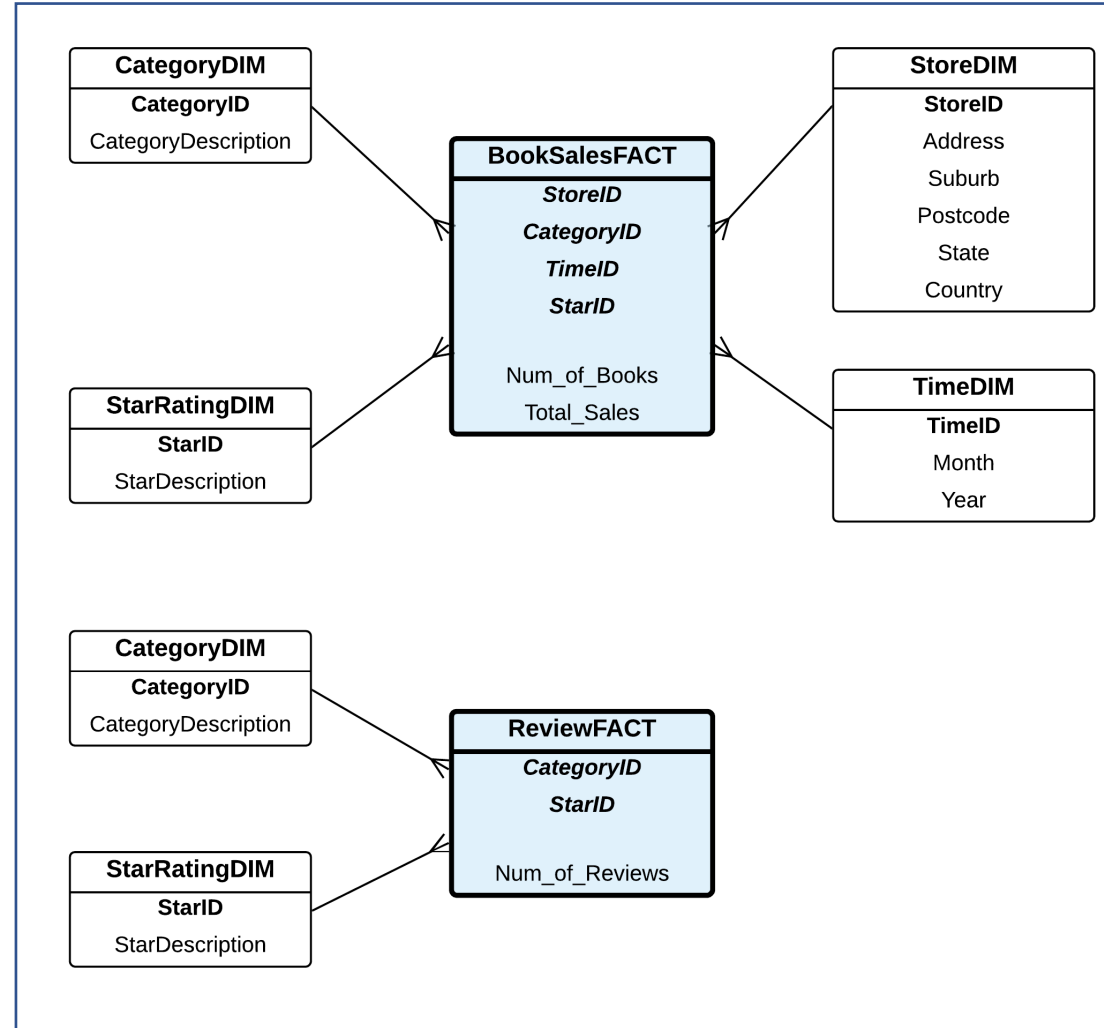 CategoryDIM
CategoryID
CategoryDescription
StarRatingDIM
StarID
StarDescription
BookSalesFACT
StoreID
CategoryID
TimeID
StarID
Num_of_Books
Total_Sales
StoreDIM
StoreID
Address
Suburb
Postcode
State
Country
TimeDIM
TimeID
Month
Year
CategoryDIM
CategoryID
CategoryDescription
StarRatingDIM
StarID
StarDescription
ReviewFACT
CategoryID
StarID
Num_of_Reviews